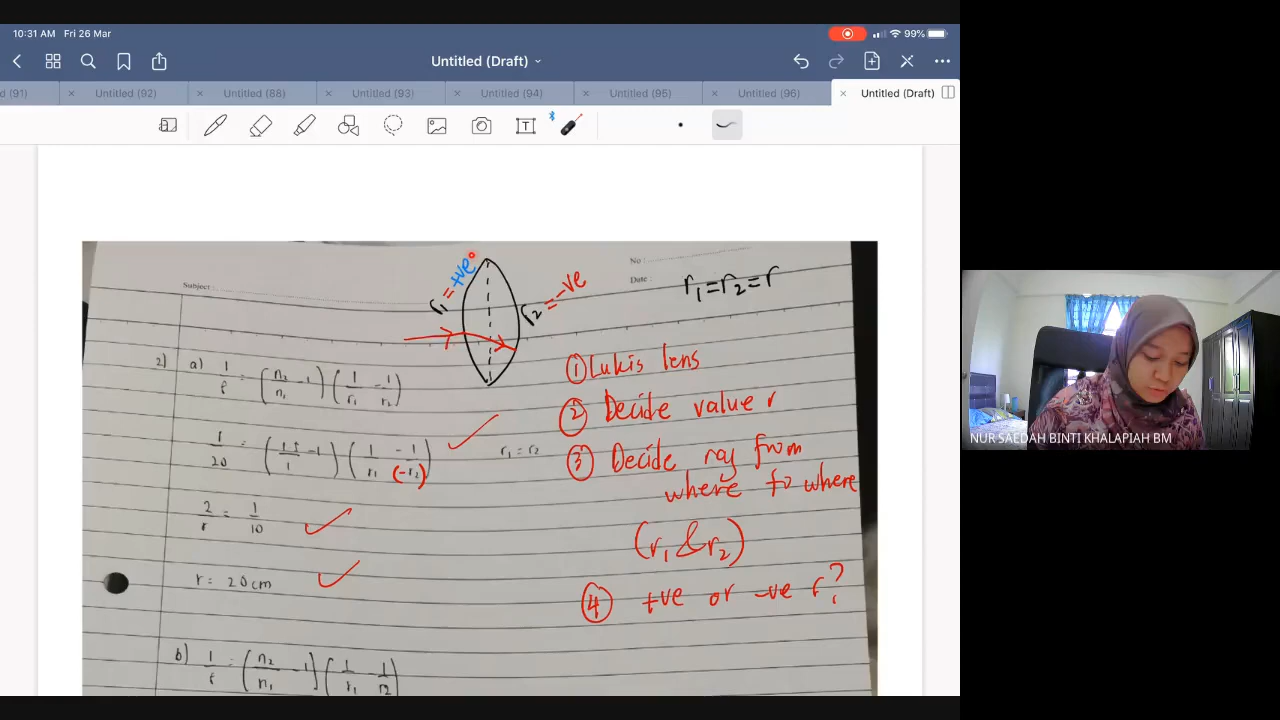 10:31 AM Fri 26 Mar
99%
Untitled (Draft)
d (91)
Untitled (92)
Untitled (88)
Untitled (93)
Untitled (94)
Untitled (95)
Untitled (96)
Untitled (Draft)
T
Subject :
No :
Date :
r₁ = +ve
r₂ = -ve
r₁ = r₂ = r
① Lukis lens
② Decide value r
③ Decide ray from
where to where
(r₁ & r₂)
④ +ve or -ve r?
2) a) 1/f = (n₂/n₁ - 1) (1/r₁ - 1/r₂)
1/20 = (1.5/1 - 1) (1/r₁ - 1/(-r₂)) r₁ = r₂
2/r = 1/10
r = 20 cm
b) 1/f = (n₂/n₁ - 1) (1/r₁ - 1/r₂)
NUR SAEDAH BINTI KHALAPIAH BM